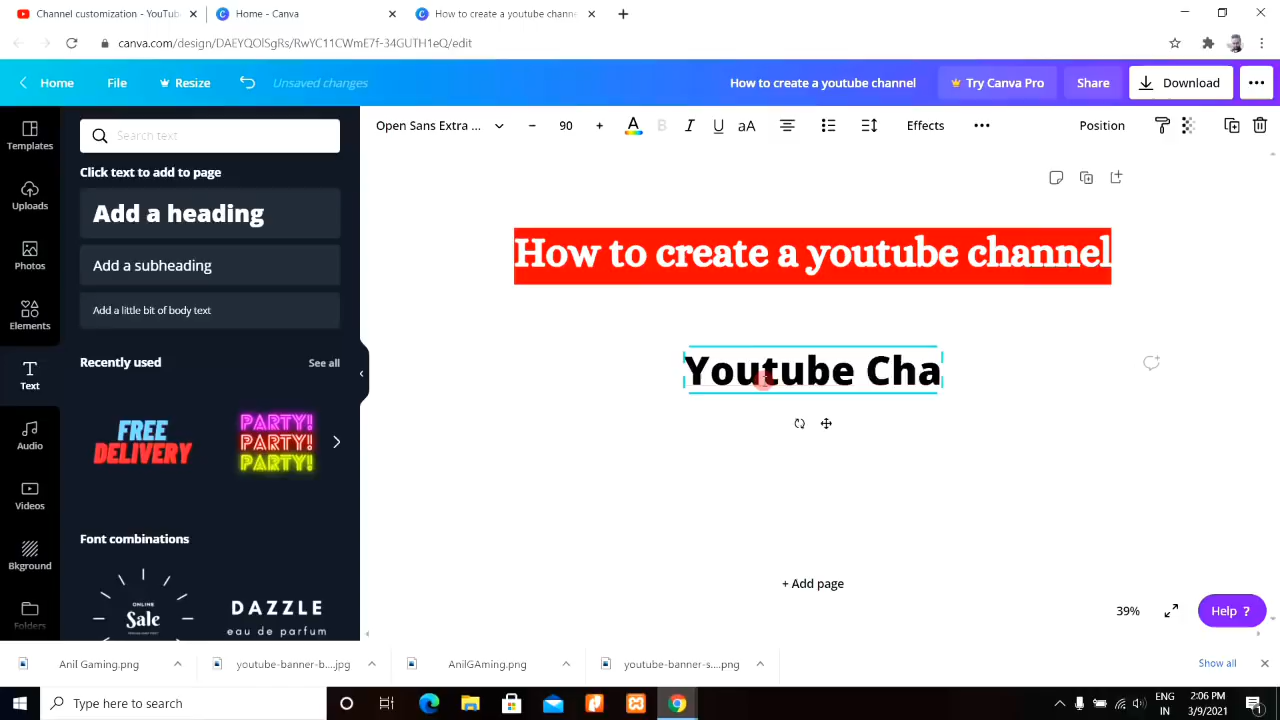 Channel customization - YouTub
Home - Canva
How to create a youtube chann
canva.com/design/DAEYQOlSgRs/RwYC11CWmE7f-34GUTH1eQ/edit
Home
File
Resize
Unsaved changes
How to create a youtube channel
Try Canva Pro
Share
Download
Open Sans Extra ...
90
A
B
I
U
aA
Effects
Position
Templates
Uploads
Photos
Elements
Text
Audio
Videos
Bkground
Folders
Search text
Click text to add to page
Add a heading
Add a subheading
Add a little bit of body text
Recently used
See all
FREE
DELIVERY
PARTY!
PARTY!
PARTY!
Font combinations
ONLINE
Sale
DAZZLE
eau de parfum
How to create a youtube channel
Youtube Cha
+ Add page
39%
Help ?
Anil Gaming.png
youtube-banner-b....jpg
AnilGAming.png
youtube-banner-s....png
Show all
Type here to search
ENG
IN
2:06 PM
3/9/2021